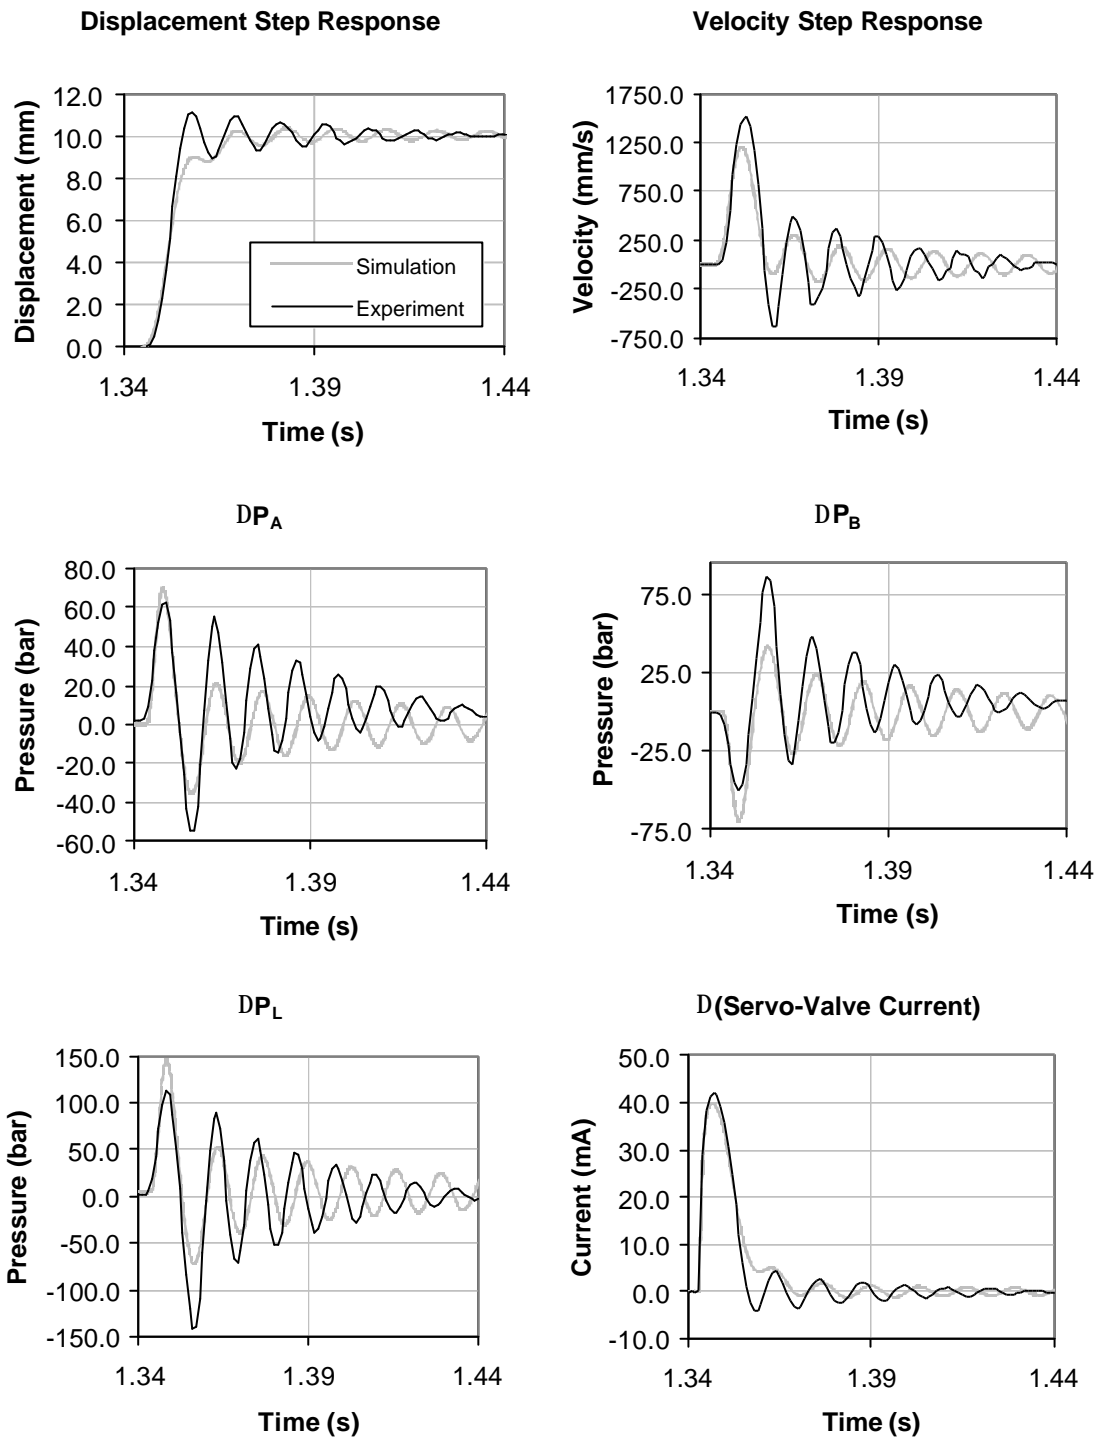 Displacement Step Response
12.0
10.0
8.0
6.0
4.0
2.0
0.0
Displacement (mm)
Simulation
Experiment
1.34 1.39 1.44
Time (s)
Velocity Step Response
1750.0
1250.0
750.0
250.0
-250.0
-750.0
Velocity (mm/s)
1.34 1.39 1.44
Time (s)
DPA
80.0
60.0
40.0
20.0
0.0
-20.0
-40.0
-60.0
Pressure (bar)
1.34 1.39 1.44
Time (s)
DPB
75.0
25.0
-25.0
-75.0
Pressure (bar)
1.34 1.39 1.44
Time (s)
DPL
150.0
100.0
50.0
0.0
-50.0
-100.0
-150.0
Pressure (bar)
1.34 1.39 1.44
Time (s)
D(Servo-Valve Current)
50.0
40.0
30.0
20.0
10.0
0.0
-10.0
Current (mA)
1.34 1.39 1.44
Time (s)